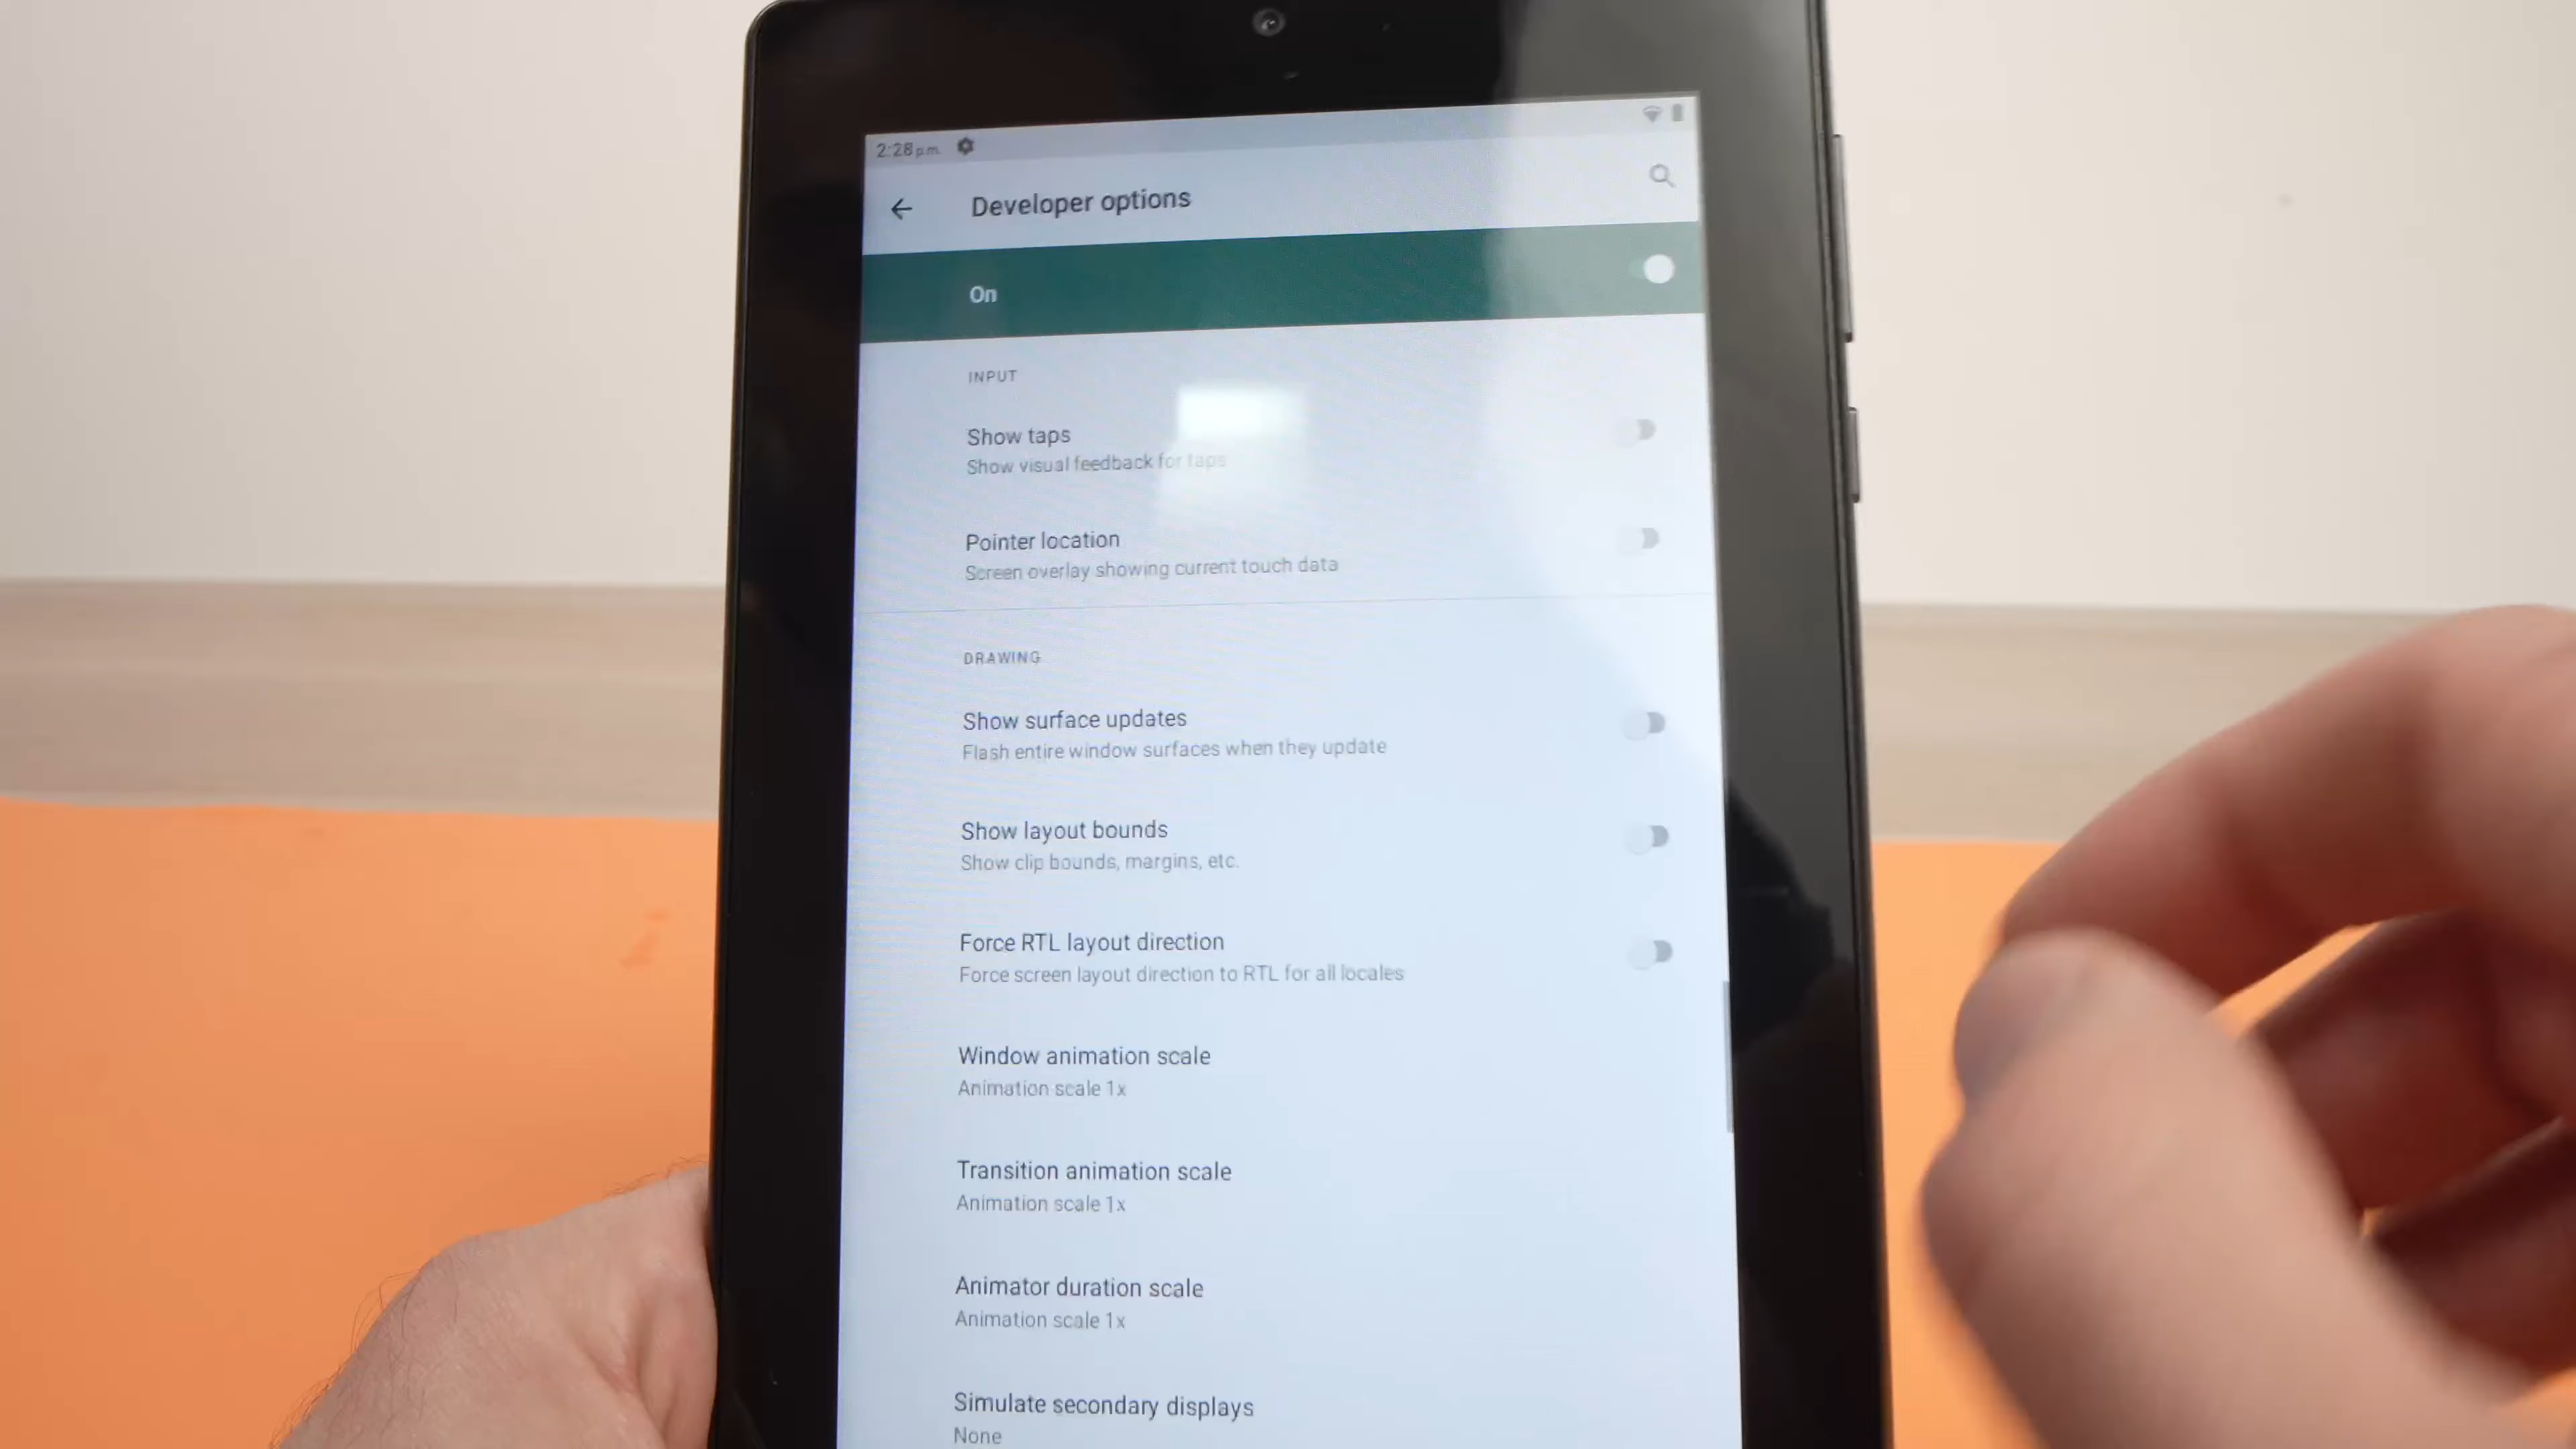 2:28 p.m.
Developer options
On
INPUT
Show taps
Show visual feedback for taps
Pointer location
Screen overlay showing current touch data
DRAWING
Show surface updates
Flash entire window surfaces when they update
Show layout bounds
Show clip bounds, margins, etc.
Force RTL layout direction
Force screen layout direction to RTL for all locales
Window animation scale
Animation scale 1x
Transition animation scale
Animation scale 1x
Animator duration scale
Animation scale 1x
Simulate secondary displays
None